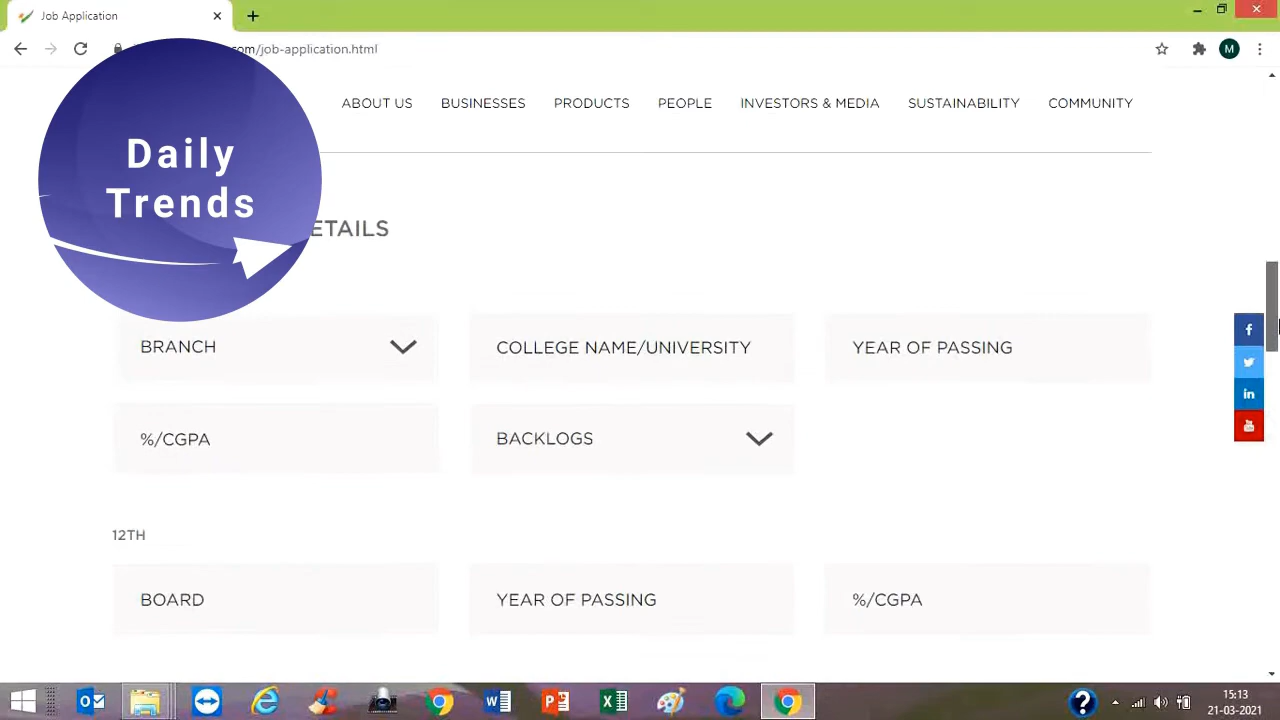 Job Application
com/job-application.html
M
ABOUT US BUSINESSES PRODUCTS PEOPLE INVESTORS & MEDIA SUSTAINABILITY COMMUNITY
Daily
Trends
ETAILS
BRANCH COLLEGE NAME/UNIVERSITY YEAR OF PASSING
%/CGPA BACKLOGS
12TH
BOARD YEAR OF PASSING %/CGPA
15:13
21-03-2021